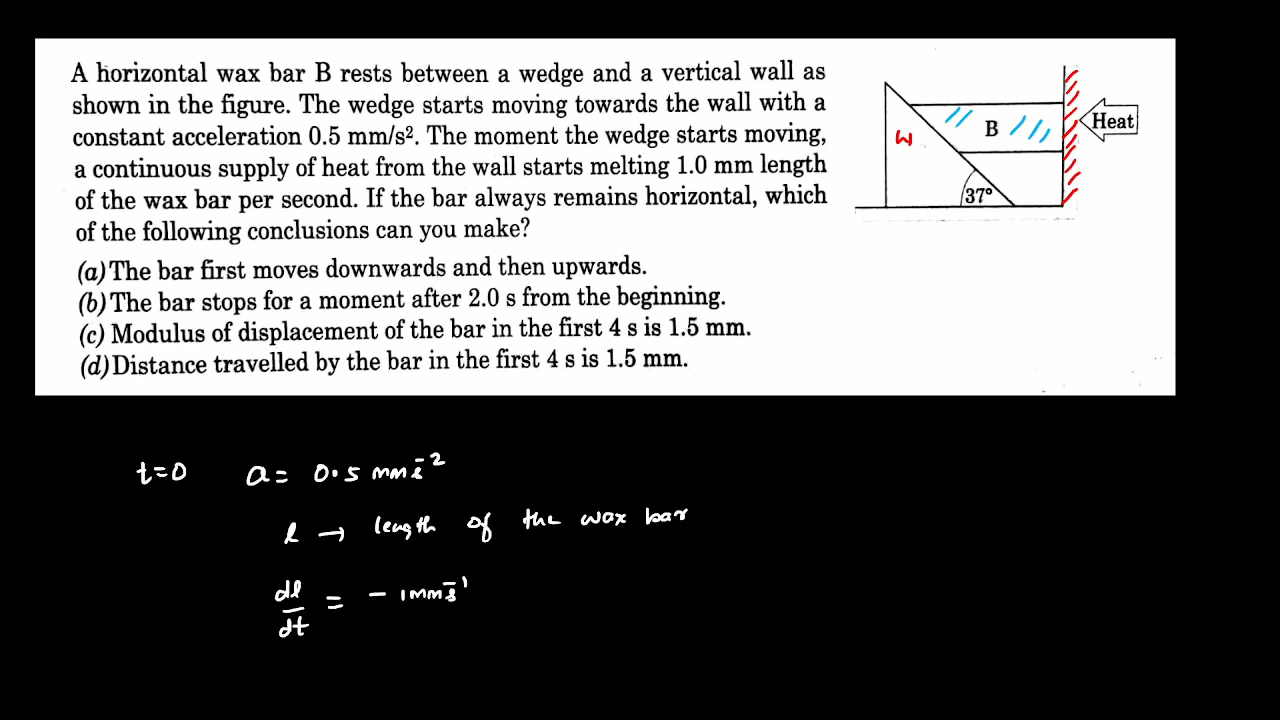 A horizontal wax bar B rests between a wedge and a vertical wall as
shown in the figure. The wedge starts moving towards the wall with a
constant acceleration 0.5 mm/s². The moment the wedge starts moving,
a continuous supply of heat from the wall starts melting 1.0 mm length
of the wax bar per second. If the bar always remains horizontal, which
of the following conclusions can you make?
(a) The bar first moves downwards and then upwards.
(b) The bar stops for a moment after 2.0 s from the beginning.
(c) Modulus of displacement of the bar in the first 4 s is 1.5 mm.
(d) Distance travelled by the bar in the first 4 s is 1.5 mm.
W
B
Heat
37°
t=0 a = 0.5 mm s⁻²
l → length of the wax bar
dl/dt = - 1mm s⁻¹